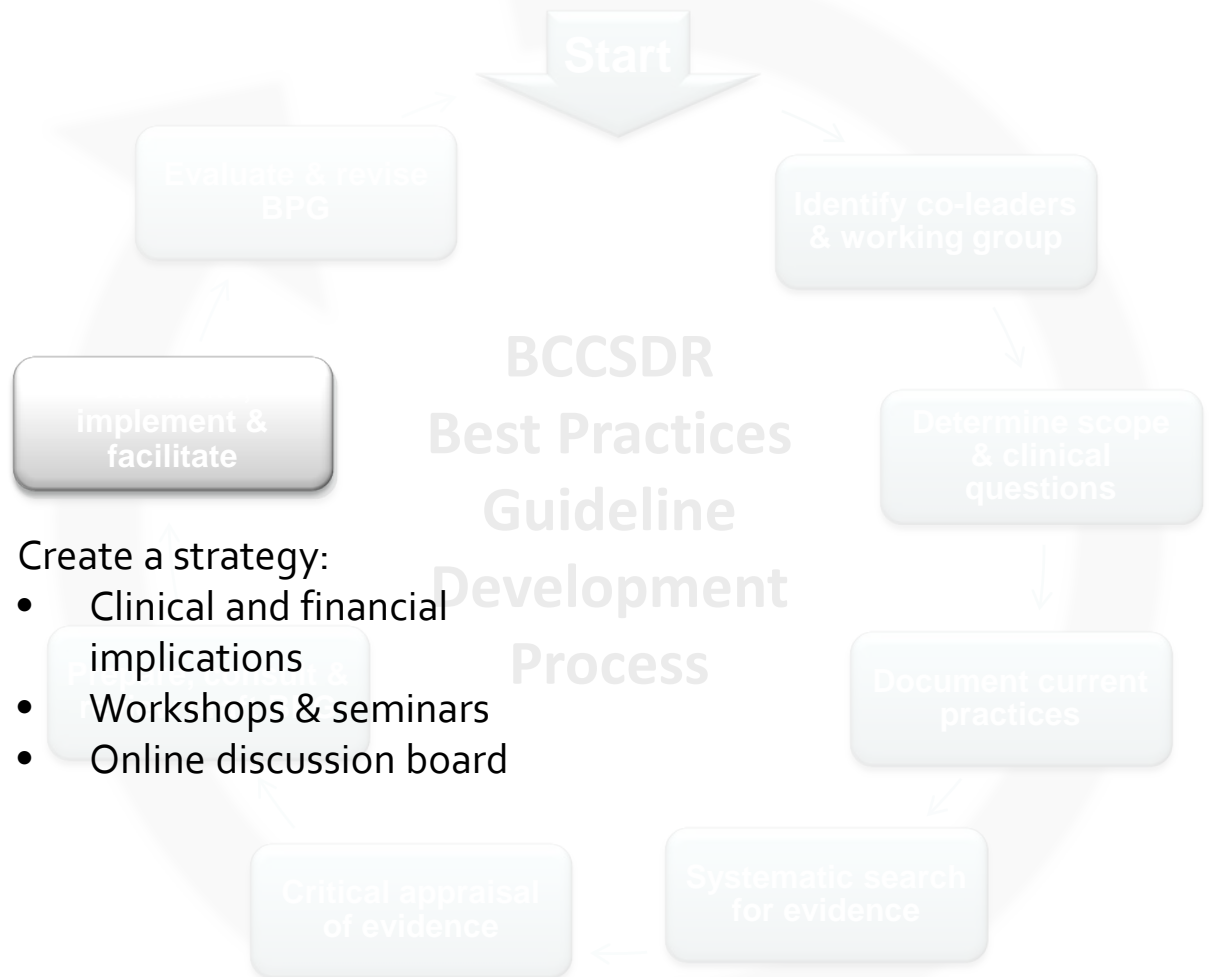 Start
Evaluate & revise
BPG
Identify co-leaders
& working group
BCCSDR
Best Practices
Guideline
Development
Process
implement &
facilitate
Determine scope
& clinical
questions
Create a strategy:
• Clinical and financial
implications
• Workshops & seminars
• Online discussion board
Prepare, consult &
Document current
practices
Critical appraisal
of evidence
Systematic search
for evidence